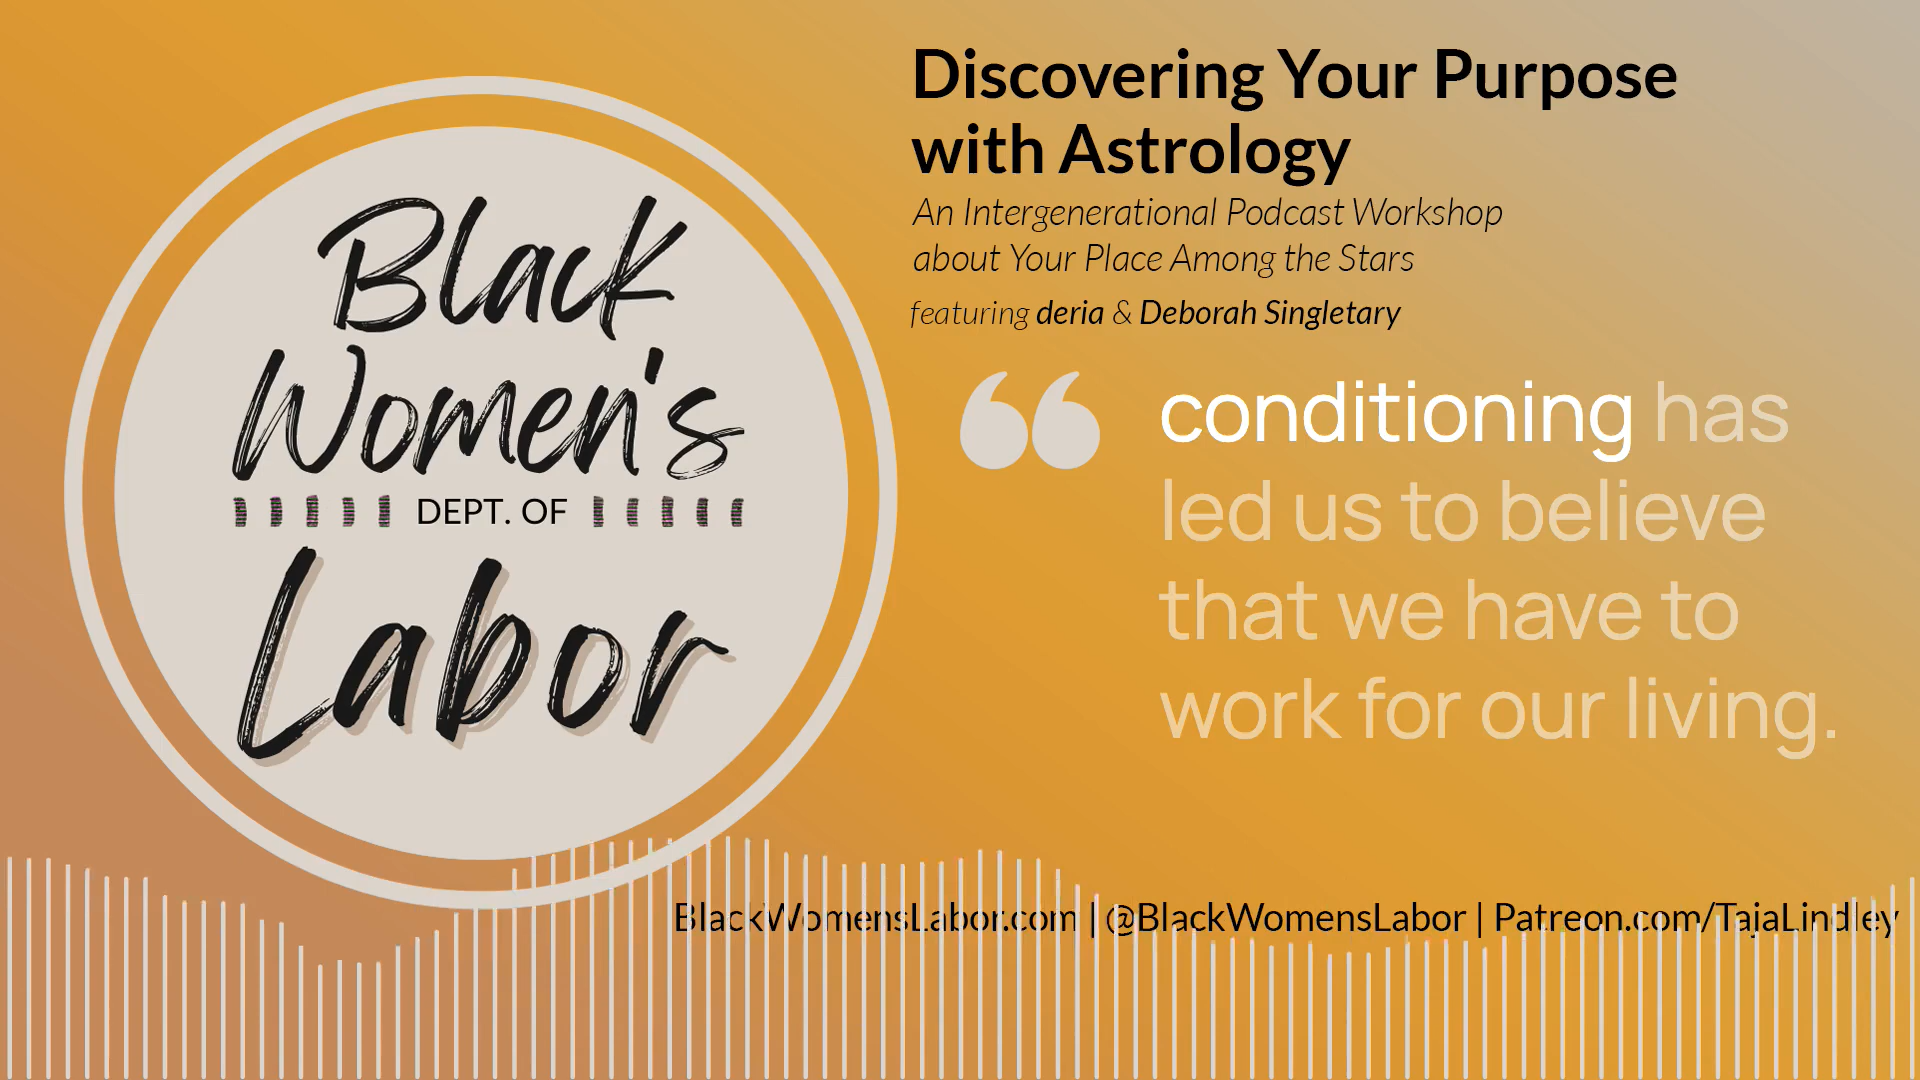 Black
Women's
DEPT. OF
Labor
Discovering Your Purpose
with Astrology
An Intergenerational Podcast Workshop
about Your Place Among the Stars
featuring deria & Deborah Singletary
“ conditioning has
led us to believe
that we have to
work for our living.
BlackWomensLabor.com | @BlackWomensLabor | Patreon.com/TajaLindley